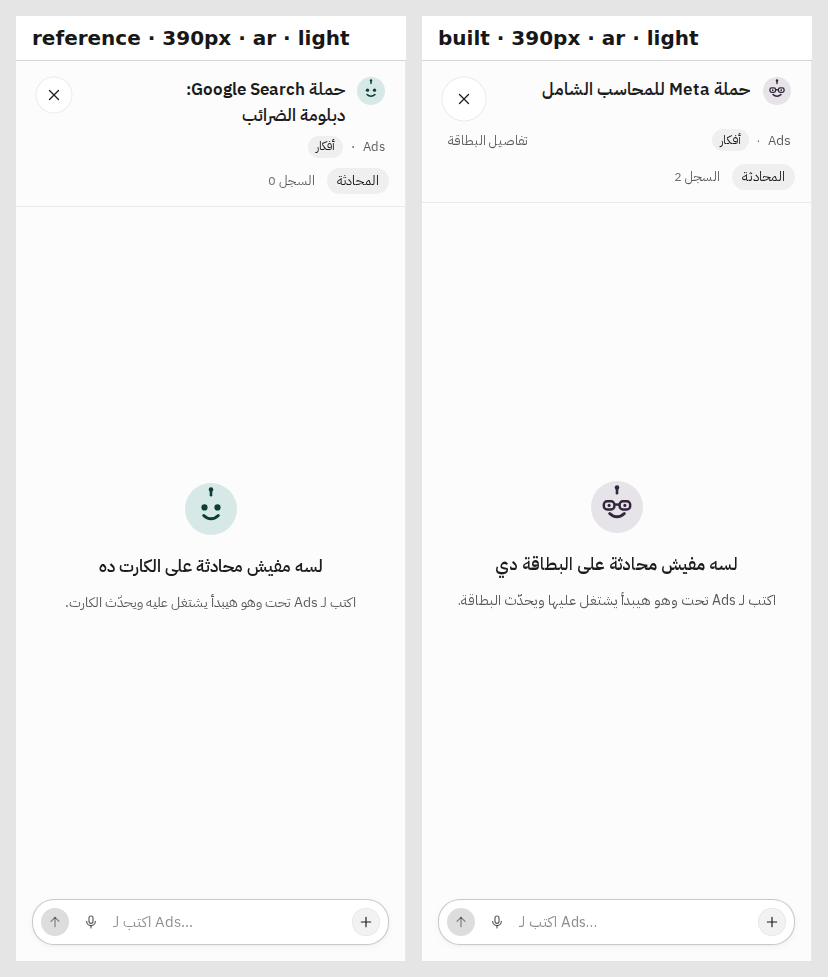 reference · 390px · ar · light
حملة Google Search:
دبلومة الضرائب
Ads · أفكار
المحادثة السجل 0
لسه مفيش محادثة على الكارت ده
اكتب لـ Ads تحت وهو هيبدأ يشتغل عليه ويحدّث الكارت.
اكتب لـ Ads...
built · 390px · ar · light
حملة Meta للمحاسب الشامل
Ads · أفكار تفاصيل البطاقة
المحادثة السجل 2
لسه مفيش محادثة على البطاقة دي
اكتب لـ Ads تحت وهو هيبدأ يشتغل عليها ويحدّث البطاقة.
اكتب لـ Ads...